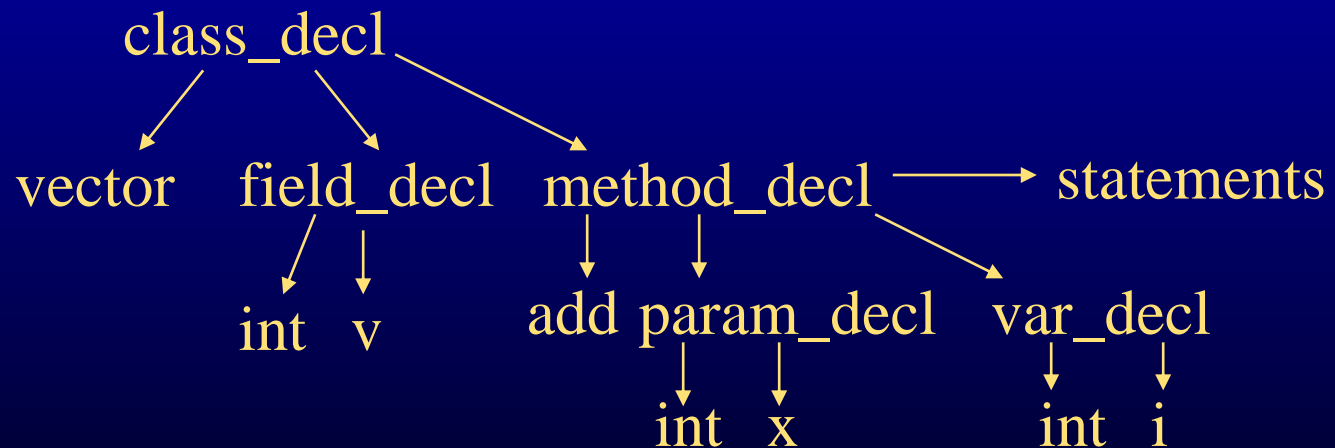 class_decl
vector field_decl method_decl statements
int v add param_decl var_decl
int x int i